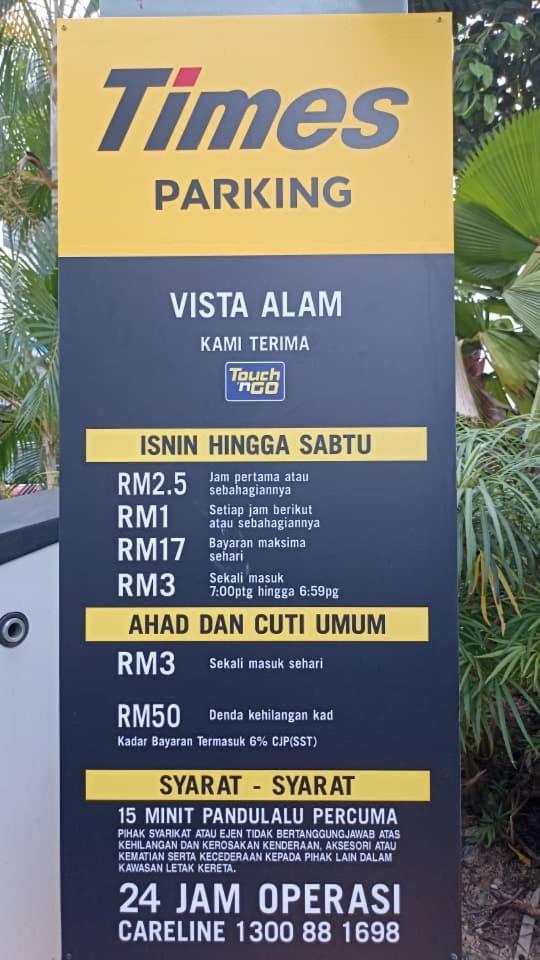 Times
PARKING
VISTA ALAM
KAMI TERIMA
Touch
'nGO
ISNIN HINGGA SABTU
RM2.5 Jam pertama atau
sebahagiannya
RM1 Setiap jam berikut
atau sebahagiannya
RM17 Bayaran maksima
sehari
RM3 Sekali masuk
7:00ptg hingga 6:59pg
AHAD DAN CUTI UMUM
RM3 Sekali masuk sehari
RM50 Denda kehilangan kad
Kadar Bayaran Termasuk 6% CJP(SST)
SYARAT - SYARAT
15 MINIT PANDULALU PERCUMA
PIHAK SYARIKAT ATAU EJEN TIDAK BERTANGGUNGJAWAB ATAS
KEHILANGAN DAN KEROSAKAN KENDERAAN, AKSESORI ATAU
KEMATIAN SERTA KECEDERAAN KEPADA PIHAK LAIN DALAM
KAWASAN LETAK KERETA.
24 JAM OPERASI
CARELINE 1300 88 1698